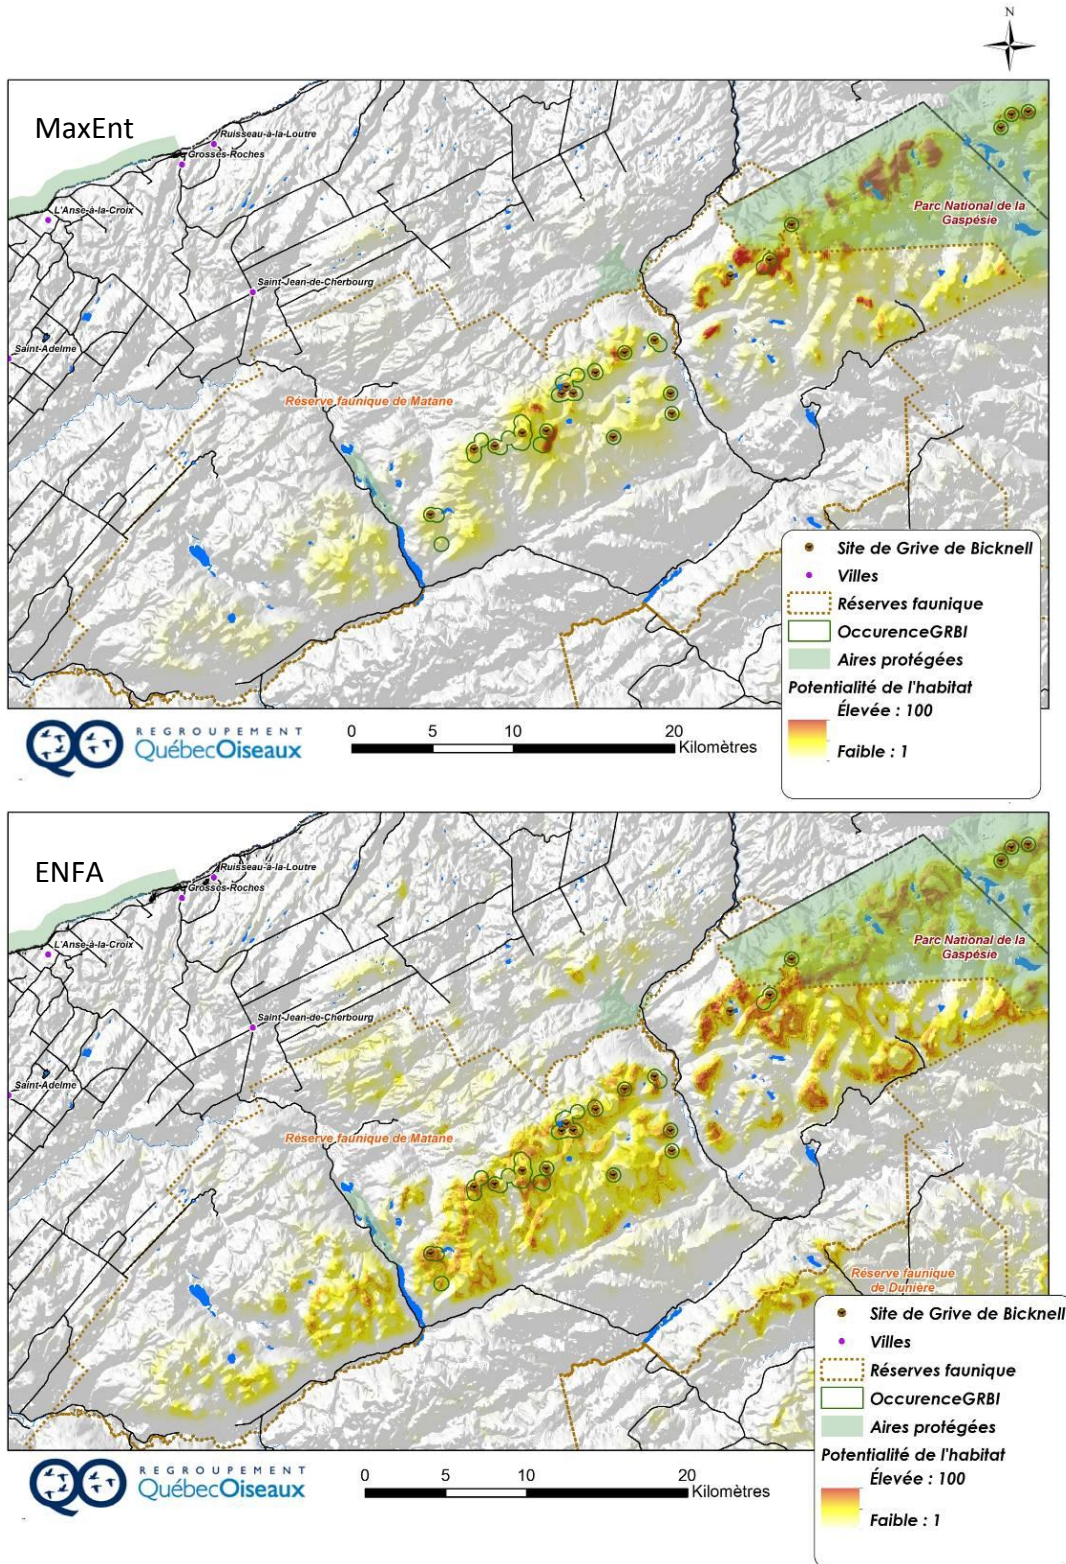 N
MaxEnt
Ruisseau-à-la-Loutre
Grosses-Roches
L'Anse-à-la-Croix
Parc National de la
Gaspésie
Saint-Jean-de-Cherbourg
Saint-Adelme
Réserve faunique de Matane
Site de Grive de Bicknell
Villes
Réserves faunique
OccurenceGRBI
Aires protégées
Potentialité de l'habitat
Élevée : 100
Faible : 1
REGROUPEMENT
QuébecOiseaux
0 5 10 20
Kilomètres
ENFA
Ruisseau-à-la-Loutre
Grosses-Roches
L'Anse-à-la-Croix
Parc National de la
Gaspésie
Saint-Jean-de-Cherbourg
Saint-Adelme
Réserve faunique de Matane
Réserve faunique
de Dunière
Site de Grive de Bicknell
Villes
Réserves faunique
OccurenceGRBI
Aires protégées
Potentialité de l'habitat
Élevée : 100
Faible : 1
REGROUPEMENT
QuébecOiseaux
0 5 10 20
Kilomètres